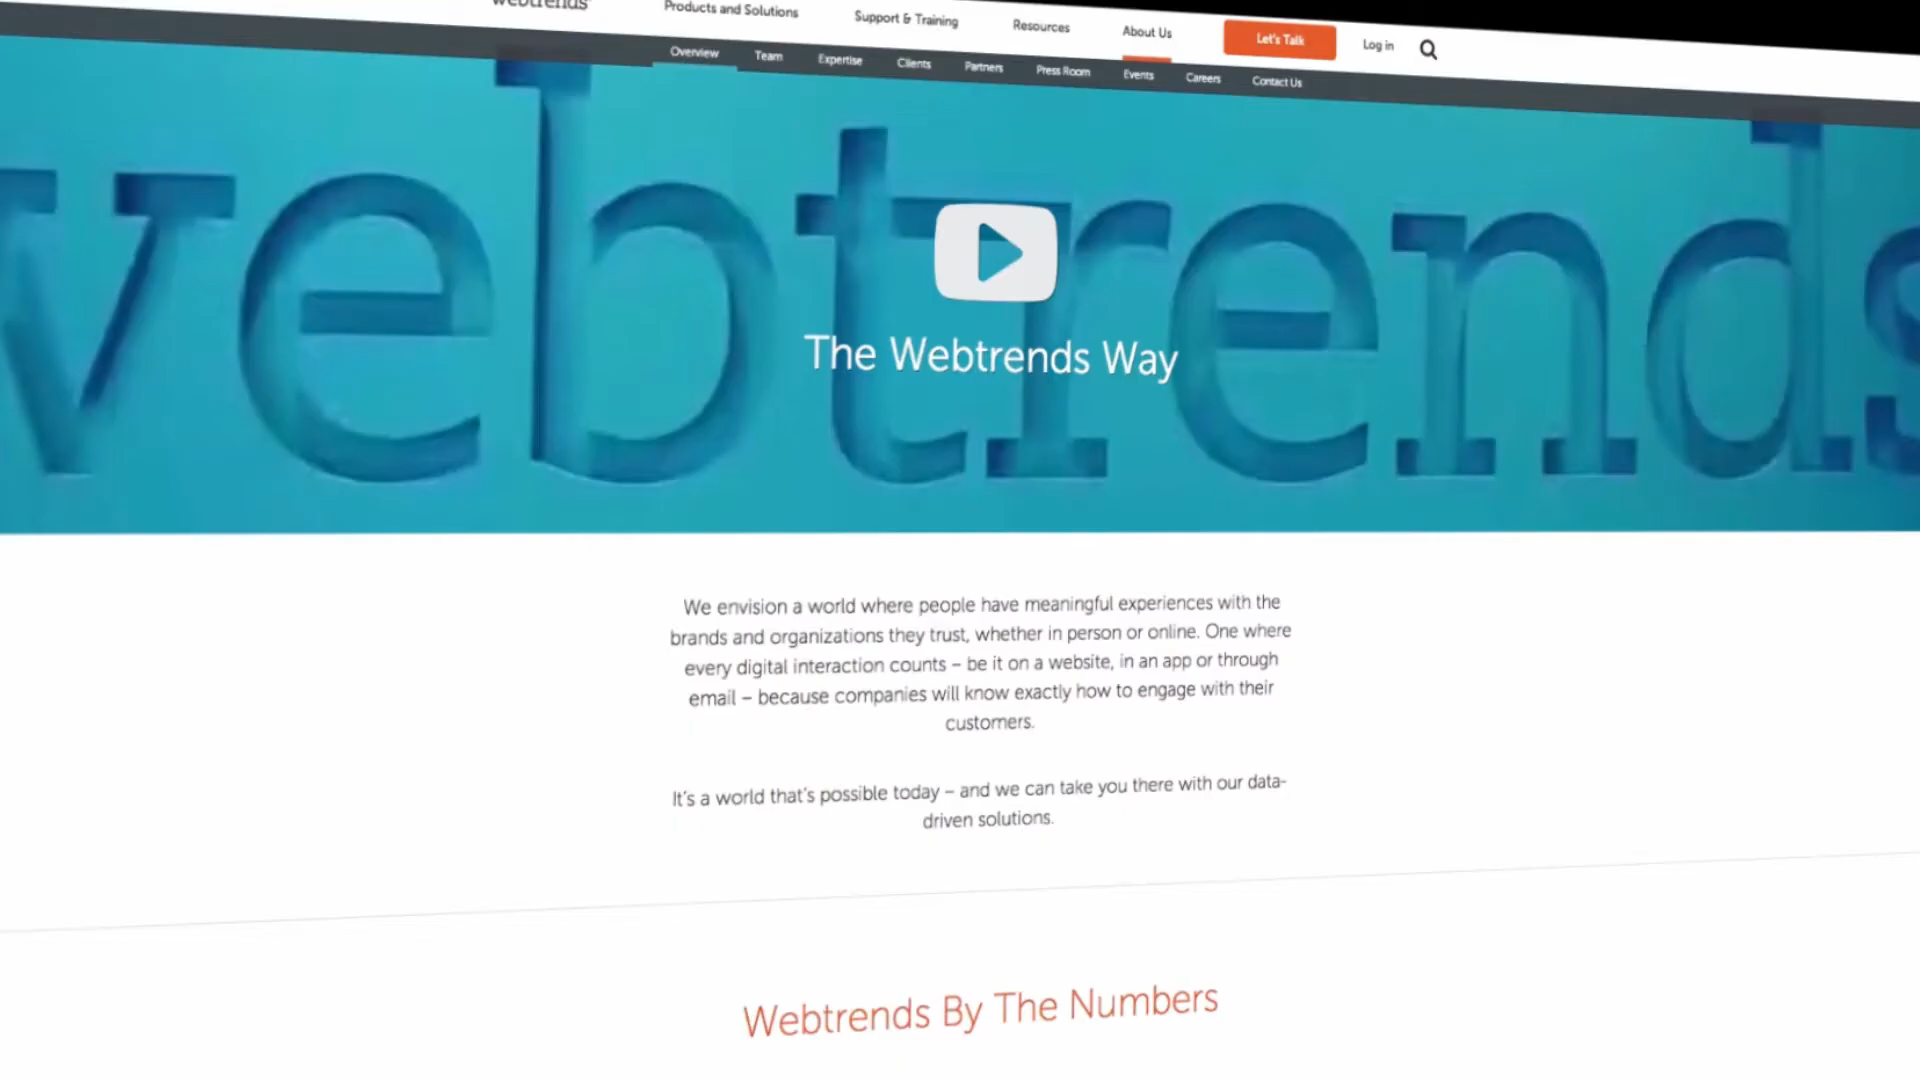 webtrends
Products and Solutions
Support & Training
Resources
About Us
Let's Talk
Log in
Overview
Team
Expertise
Clients
Partners
Press Room
Events
Careers
Contact Us
webtrends
The Webtrends Way
We envision a world where people have meaningful experiences with the
brands and organizations they trust, whether in person or online. One where
every digital interaction counts – be it on a website, in an app or through
email – because companies will know exactly how to engage with their
customers.
It's a world that's possible today – and we can take you there with our data-
driven solutions.
Webtrends By The Numbers